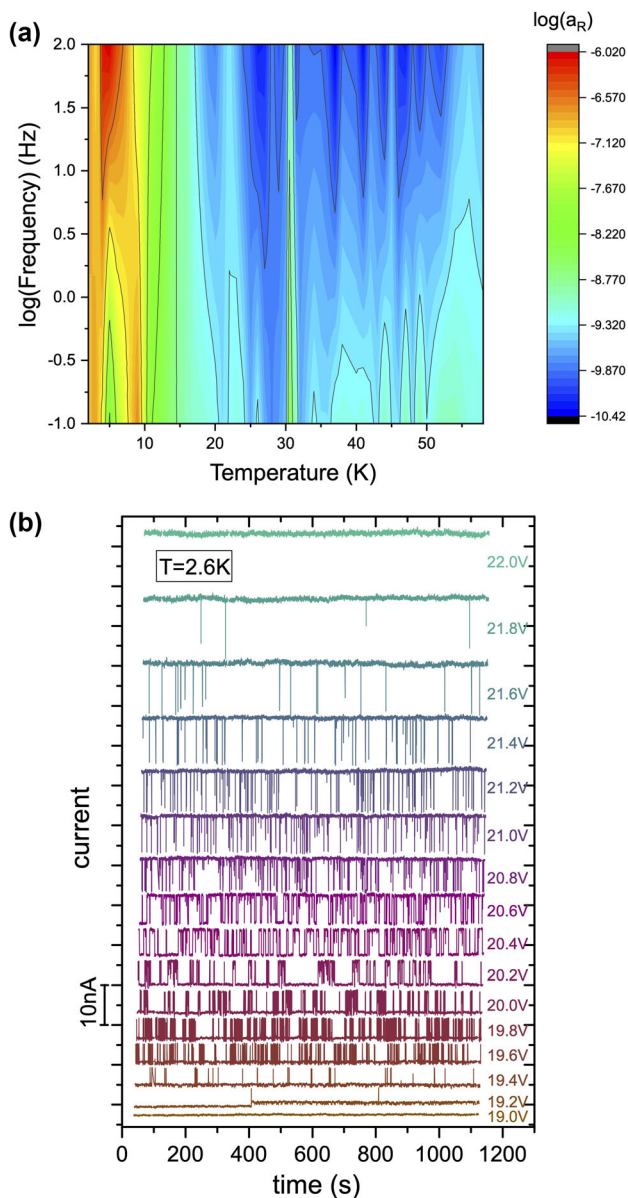 (a)
log(a_R)
2.0
1.5
1.0
0.5
0.0
-0.5
-1.0
log(Frequency) (Hz)
10 20 30 40 50
Temperature (K)
-6.020
-6.570
-7.120
-7.670
-8.220
-8.770
-9.320
-9.870
-10.42
(b)
T=2.6K
22.0V
21.8V
21.6V
21.4V
21.2V
21.0V
20.8V
20.6V
20.4V
20.2V
20.0V
19.8V
19.6V
19.4V
19.2V
19.0V
current
10nA
0 200 400 600 800 1000 1200
time (s)